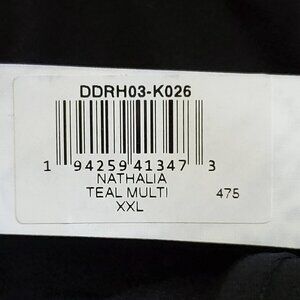 DDRH03-K026
1 94259 41347 3
NATHALIA
TEAL MULTI 475
XXL